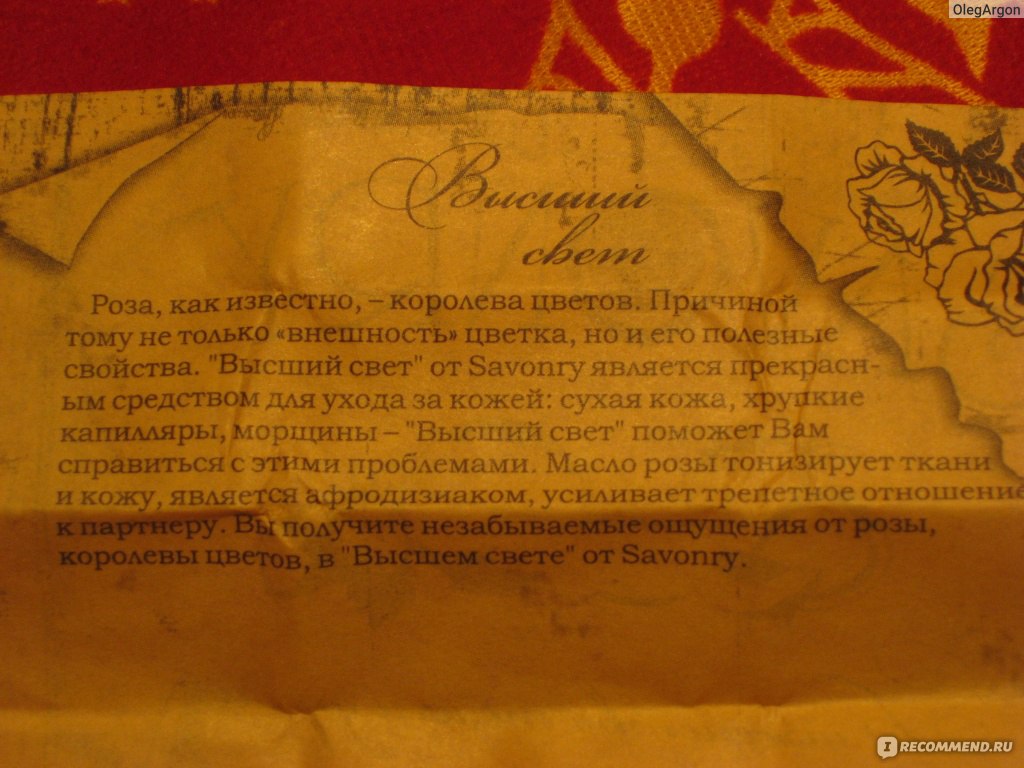 OlegArgon
Высший
свет
Роза, как известно, – королева цветов. Причиной
тому не только «внешность» цветка, но и его полезные
свойства. "Высший свет" от Savonry является прекрасн-
ым средством для ухода за кожей: сухая кожа, хрупкие
капилляры, морщины – "Высший свет" поможет Вам
справиться с этими проблемами. Масло розы тонизирует ткани
и кожу, является афродизиаком, усиливает трепетное отношение
к партнеру. Вы получите незабываемые ощущения от розы,
королевы цветов, в "Высшем свете" от Savonry.
IRECOMMEND.RU